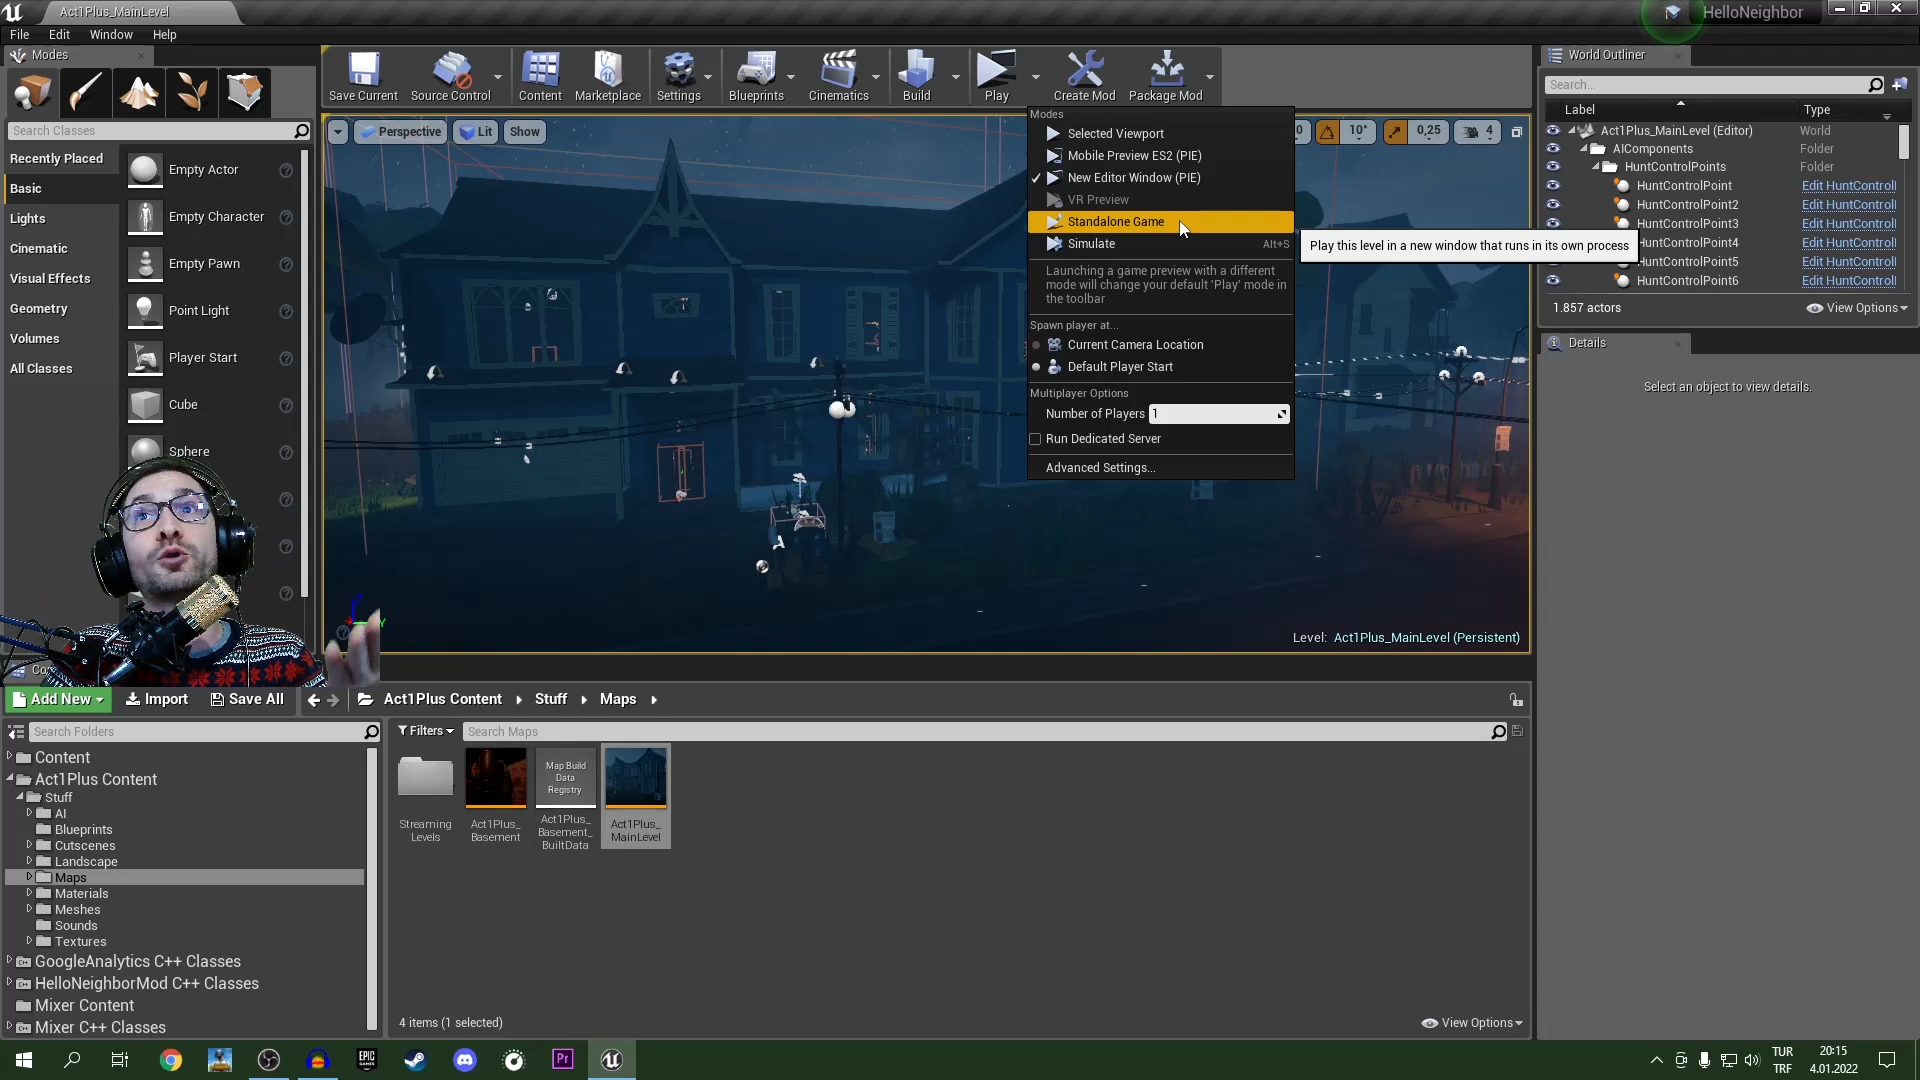 Act1Plus_MainLevel
HelloNeighbor
File Edit Window Help
Modes
Save Current
Source Control
Content
Marketplace
Settings
Blueprints
Cinematics
Build
Play
Create Mod
Package Mod
Search Classes
Recently Placed
Basic
Lights
Cinematic
Visual Effects
Geometry
Volumes
All Classes
Empty Actor
Empty Character
Empty Pawn
Point Light
Player Start
Cube
Sphere
Perspective
Lit
Show
0
10°
0,25
4
Modes
Selected Viewport
Mobile Preview ES2 (PIE)
New Editor Window (PIE)
VR Preview
Standalone Game
Simulate Alt+S
Launching a game preview with a different
mode will change your default 'Play' mode in
the toolbar
Spawn player at...
Current Camera Location
Default Player Start
Multiplayer Options
Number of Players 1
Run Dedicated Server
Advanced Settings...
Play this level in a new window that runs in its own process
Level: Act1Plus_MainLevel (Persistent)
World Outliner
Search...
Label Type
Act1Plus_MainLevel (Editor) World
AIComponents Folder
HuntControlPoints Folder
HuntControlPoint Edit HuntControll
HuntControlPoint2 Edit HuntControll
HuntControlPoint3 Edit HuntControll
HuntControlPoint4 Edit HuntControll
HuntControlPoint5 Edit HuntControll
HuntControlPoint6 Edit HuntControll
1.857 actors
View Options
Details
Select an object to view details.
Add New
Import
Save All
Act1Plus Content
Stuff
Maps
Search Folders
Filters
Search Maps
Content
Act1Plus Content
Stuff
AI
Blueprints
Cutscenes
Landscape
Maps
Materials
Meshes
Sounds
Textures
GoogleAnalytics C++ Classes
HelloNeighborMod C++ Classes
Mixer Content
Mixer C++ Classes
Streaming
Levels
Act1Plus_
Basement
Map Build
Data
Registry
Act1Plus_
Basement_
BuiltData
Act1Plus_
MainLevel
4 items (1 selected)
View Options
EPIC
GAMES
Pr
TUR
TRF
20:15
4.01.2022